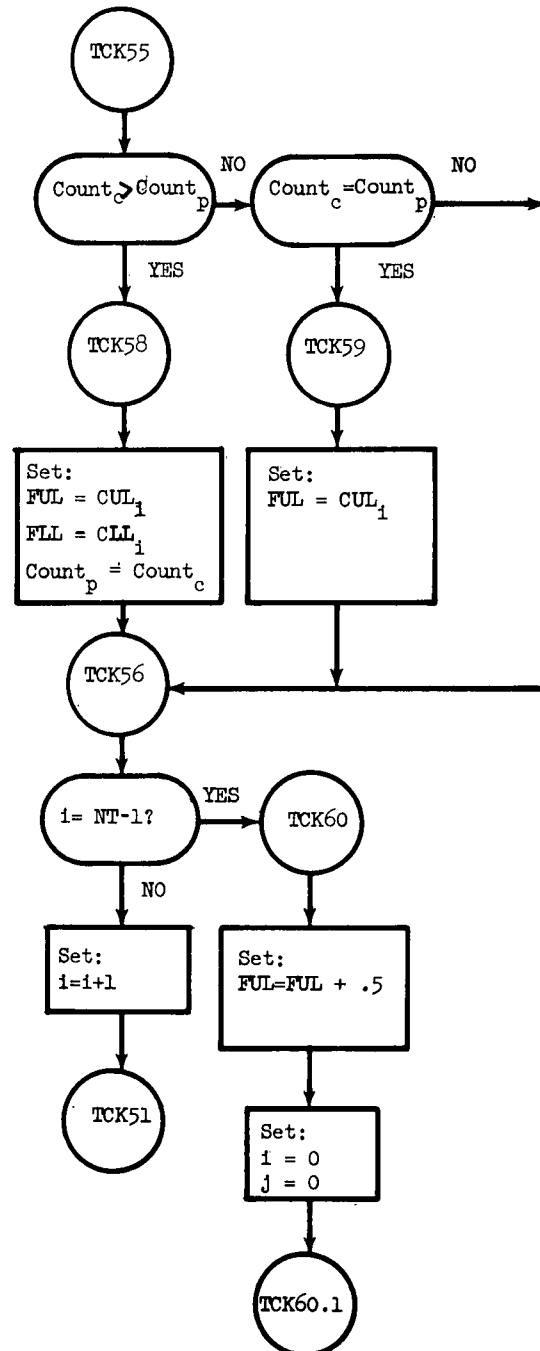 TCK55
Count_c > Count_p
NO
Count_c=Count_p
NO
YES
YES
TCK58
TCK59
Set:
FUL = CUL_i
FLL = CLL_i
Count_p = Count_c
Set:
FUL = CUL_i
TCK56
i= NT-1?
YES
TCK60
NO
Set:
i=i+1
Set:
FUL=FUL + .5
TCK51
Set:
i = 0
j = 0
TCK60.1